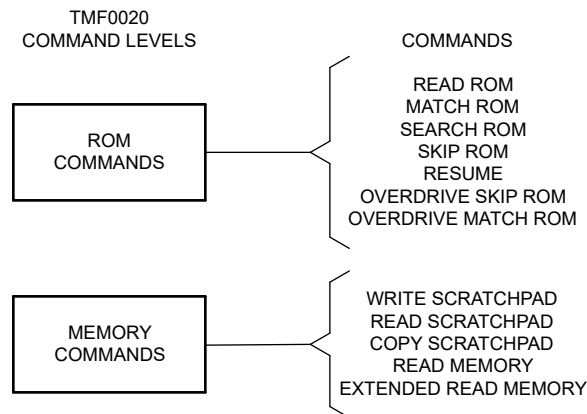 TMF0020
COMMAND LEVELS
COMMANDS
ROM
COMMANDS
READ ROM
MATCH ROM
SEARCH ROM
SKIP ROM
RESUME
OVERDRIVE SKIP ROM
OVERDRIVE MATCH ROM
MEMORY
COMMANDS
WRITE SCRATCHPAD
READ SCRATCHPAD
COPY SCRATCHPAD
READ MEMORY
EXTENDED READ MEMORY